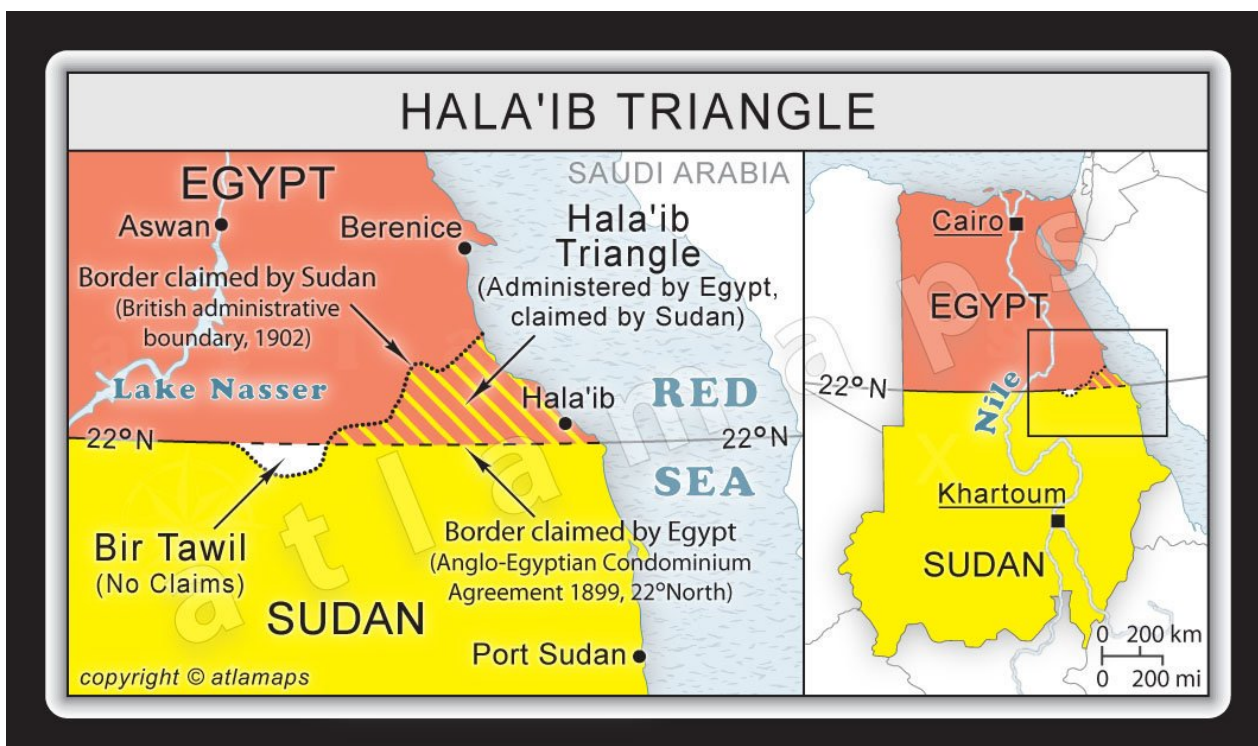 HALA'IB TRIANGLE
EGYPT
SAUDI ARABIA
Aswan
Berenice
Hala'ib
Triangle
(Administered by Egypt,
claimed by Sudan)
Border claimed by Sudan
(British administrative
boundary, 1902)
Lake Nasser
Hala'ib
RED
SEA
22°N
22°N
Bir Tawil
(No Claims)
Border claimed by Egypt
(Anglo-Egyptian Condominium
Agreement 1899, 22°North)
SUDAN
Port Sudan
copyright © atlamaps
atlamaps
Cairo
EGYPT
22°N
Nile
Khartoum
SUDAN
0 200 km
0 200 mi